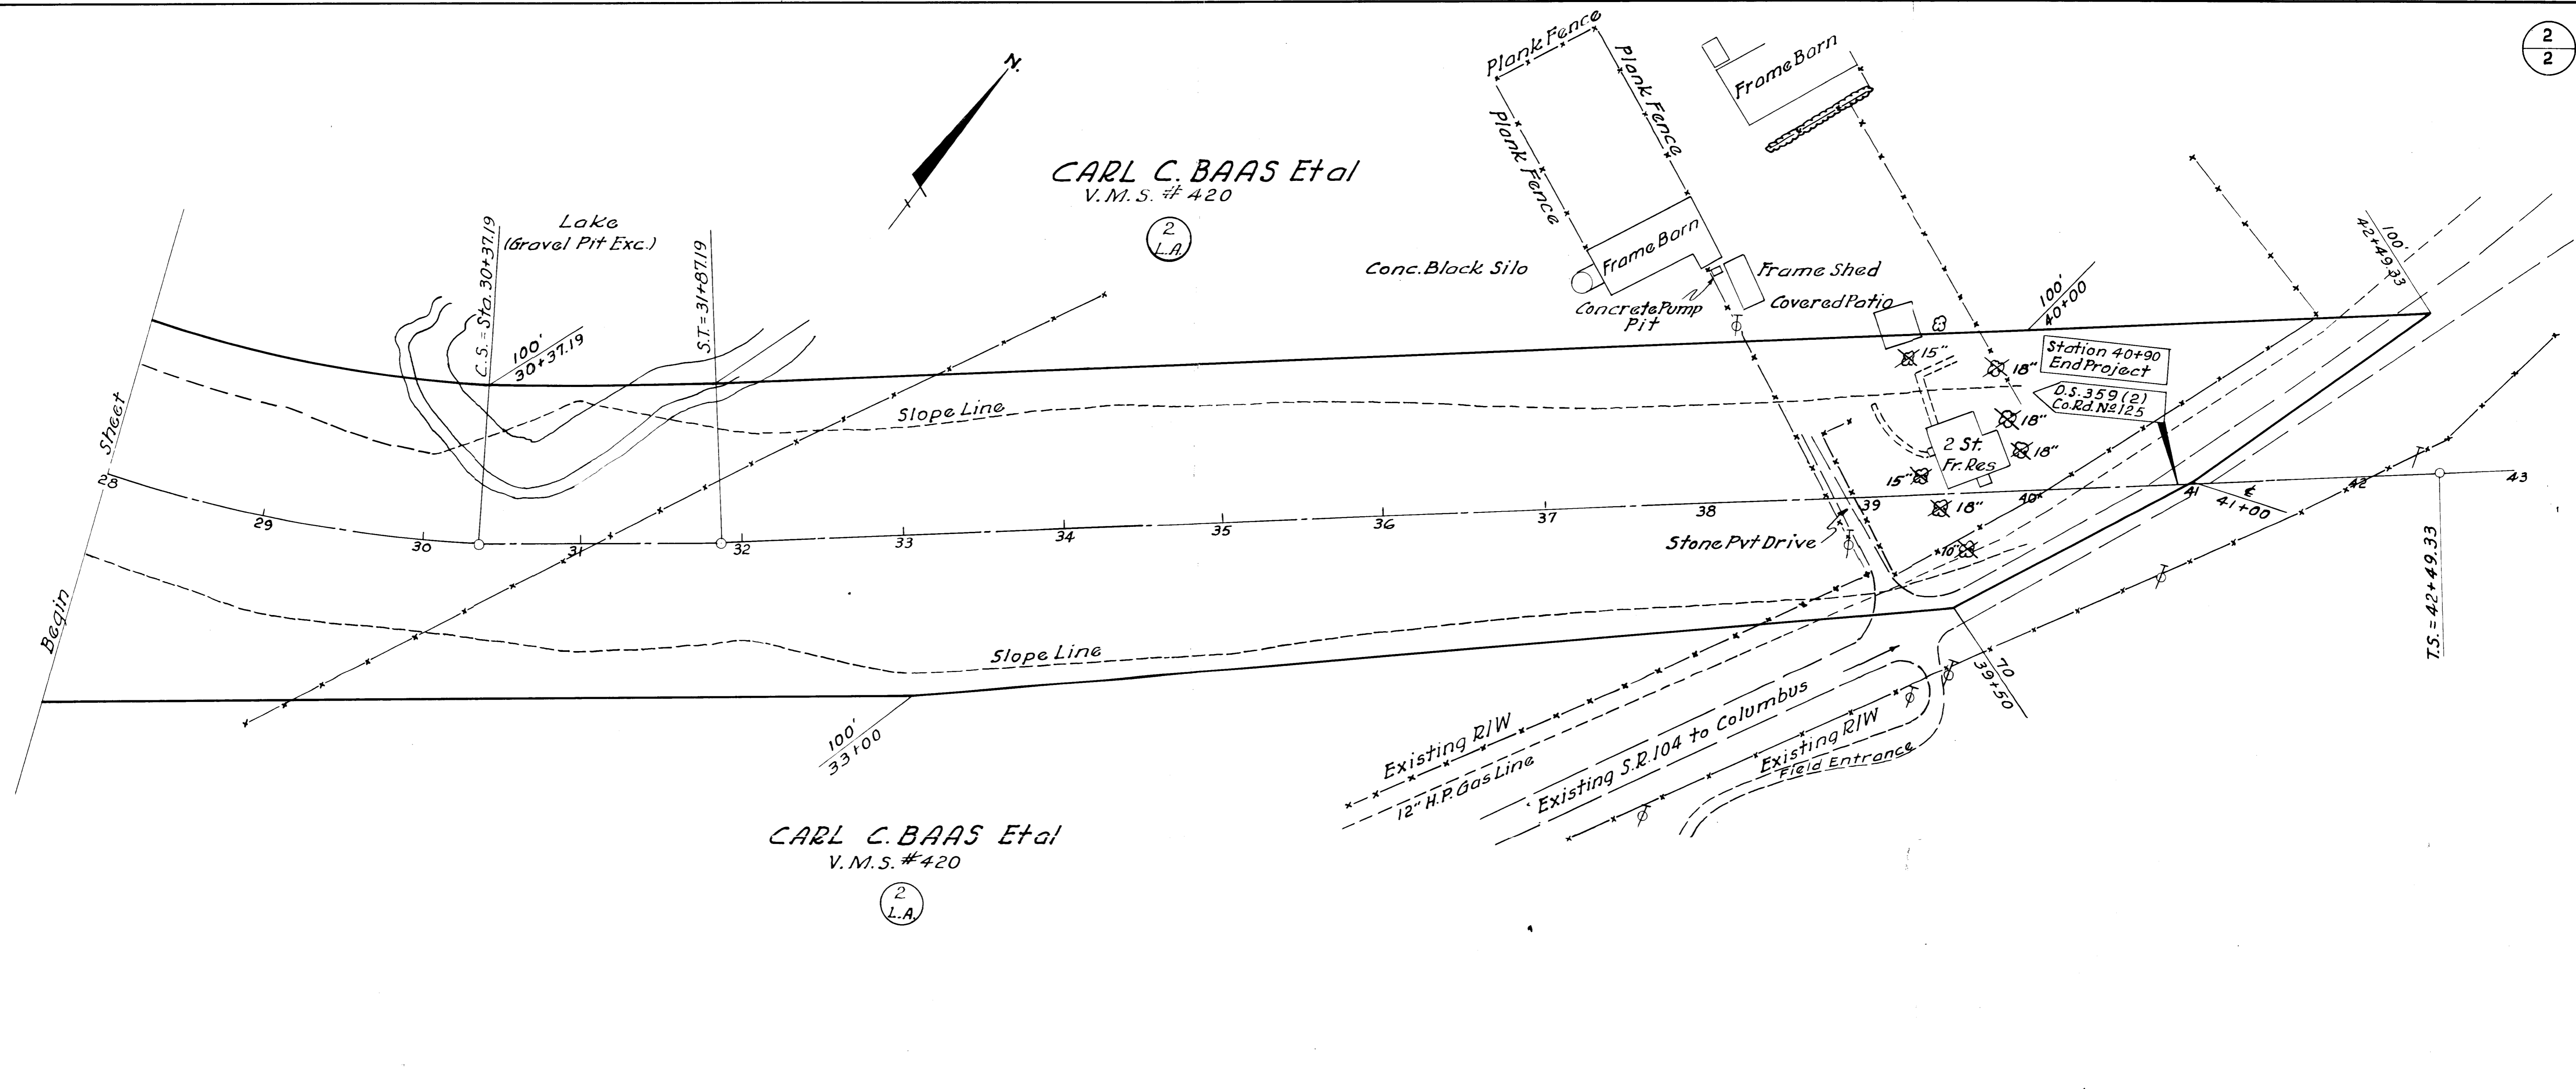 2
2
N.
Plank Fence
Plank Fence
Plank Fence
Frame Barn
CARL C. BAAS Etal
V.M.S. # 420
2
L.A.
Lake
(Gravel Pit Exc.)
C.S. = Sta. 30+37.19
100'
30+37.19
S.T. = 31+87.19
Conc. Block Silo
Frame Barn
Frame Shed
Concrete Pump
Pit
Covered Patio
100'
40+00
100'
42+49.33
Station 40+90
End Project
D.S. 359 (2)
Co. Rd. No 125
15"
18"
18"
18"
15"
18"
10"
2 St.
Fr. Res
Slope Line
Begin Sheet
28
29
30
31
32
33
34
35
36
37
38
39
40
41
42
43
℄
41+00
Stone Pvt Drive
T.S. = 42+49.33
Slope Line
70
39+50
100'
33+00
Existing R/W
12" H.P. Gas Line
Existing S.R. 104 to Columbus
Existing R/W
Field Entrance
CARL C. BAAS Etal
V.M.S. # 420
2
L.A.